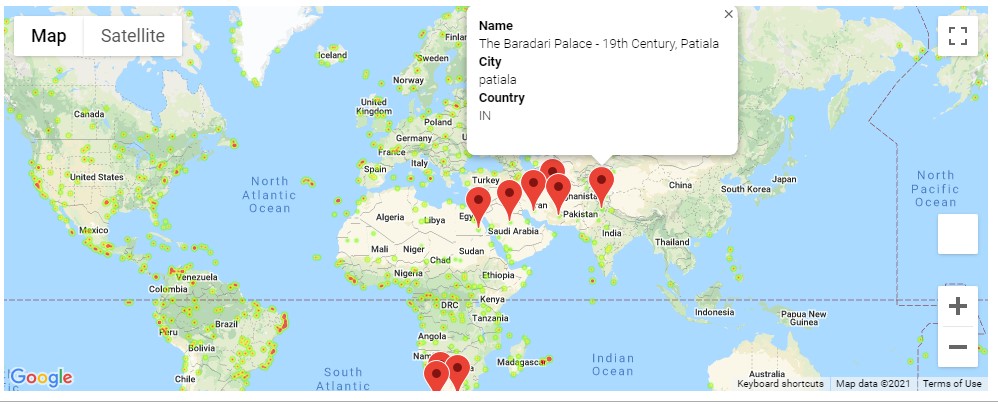 Map Satellite
Name
The Baradari Palace - 19th Century, Patiala
City
patiala
Country
IN
×
Iceland
Sweden
Norway
United
Kingdom
Poland
Germany
France
Italy
Spain
Turkey
Canada
United States
Mexico
North
Atlantic
Ocean
Algeria
Libya
Saudi Arabia
Pakistan
India
China
South Korea
Japan
North
Pacific
Ocean
Thailand
Mali
Niger
Chad
Sudan
Nigeria
Ethiopia
Venezuela
Colombia
DRC
Kenya
Tanzania
Indonesia
Papua New
Guinea
Peru
Brazil
Bolivia
Angola
Madagascar
Indian
Ocean
Chile
South
Atlantic
Australia
Google
Keyboard shortcuts
Map data ©2021
Terms of Use